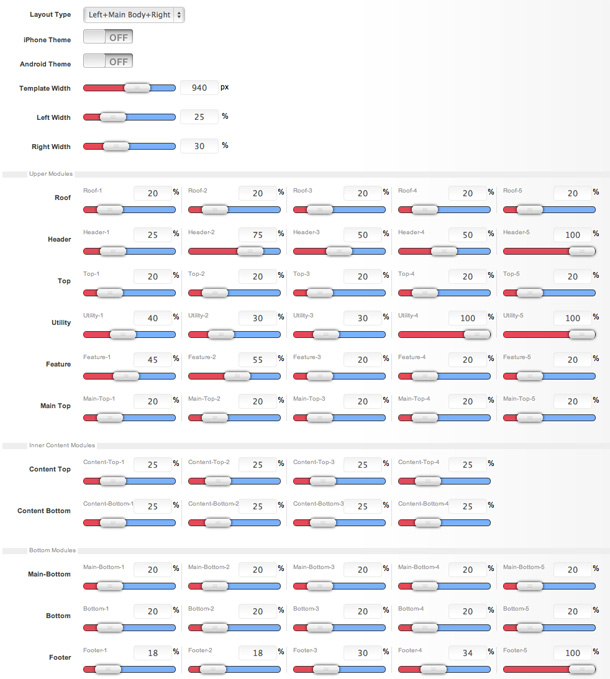 Layout Type Left+Main Body+Right
iPhone Theme OFF
Android Theme OFF
Template Width 940 px
Left Width 25 %
Right Width 30 %
Upper Modules
Roof-1 20 % Roof-2 20 % Roof-3 20 % Roof-4 20 % Roof-5 20 %
Roof
Header-1 25 % Header-2 75 % Header-3 50 % Header-4 50 % Header-5 100 %
Header
Top-1 20 % Top-2 20 % Top-3 20 % Top-4 20 % Top-5 20 %
Top
Utility-1 40 % Utility-2 30 % Utility-3 30 % Utility-4 100 % Utility-5 100 %
Utility
Feature-1 45 % Feature-2 55 % Feature-3 20 % Feature-4 20 % Feature-5 20 %
Feature
Main-Top-1 20 % Main-Top-2 20 % Main-Top-3 20 % Main-Top-4 20 % Main-Top-5 20 %
Main Top
Inner Content Modules
Content-Top-1 25 % Content-Top-2 25 % Content-Top-3 25 % Content-Top-4 25 %
Content Top
Content-Bottom-1 25 % Content-Bottom-2 25 % Content-Bottom-3 25 % Content-Bottom-4 25 %
Content Bottom
Bottom Modules
Main-Bottom-1 20 % Main-Bottom-2 20 % Main-Bottom-3 20 % Main-Bottom-4 20 % Main-Bottom-5 20 %
Main-Bottom
Bottom-1 20 % Bottom-2 20 % Bottom-3 20 % Bottom-4 20 % Bottom-5 20 %
Bottom
Footer-1 18 % Footer-2 18 % Footer-3 30 % Footer-4 34 % Footer-5 100 %
Footer